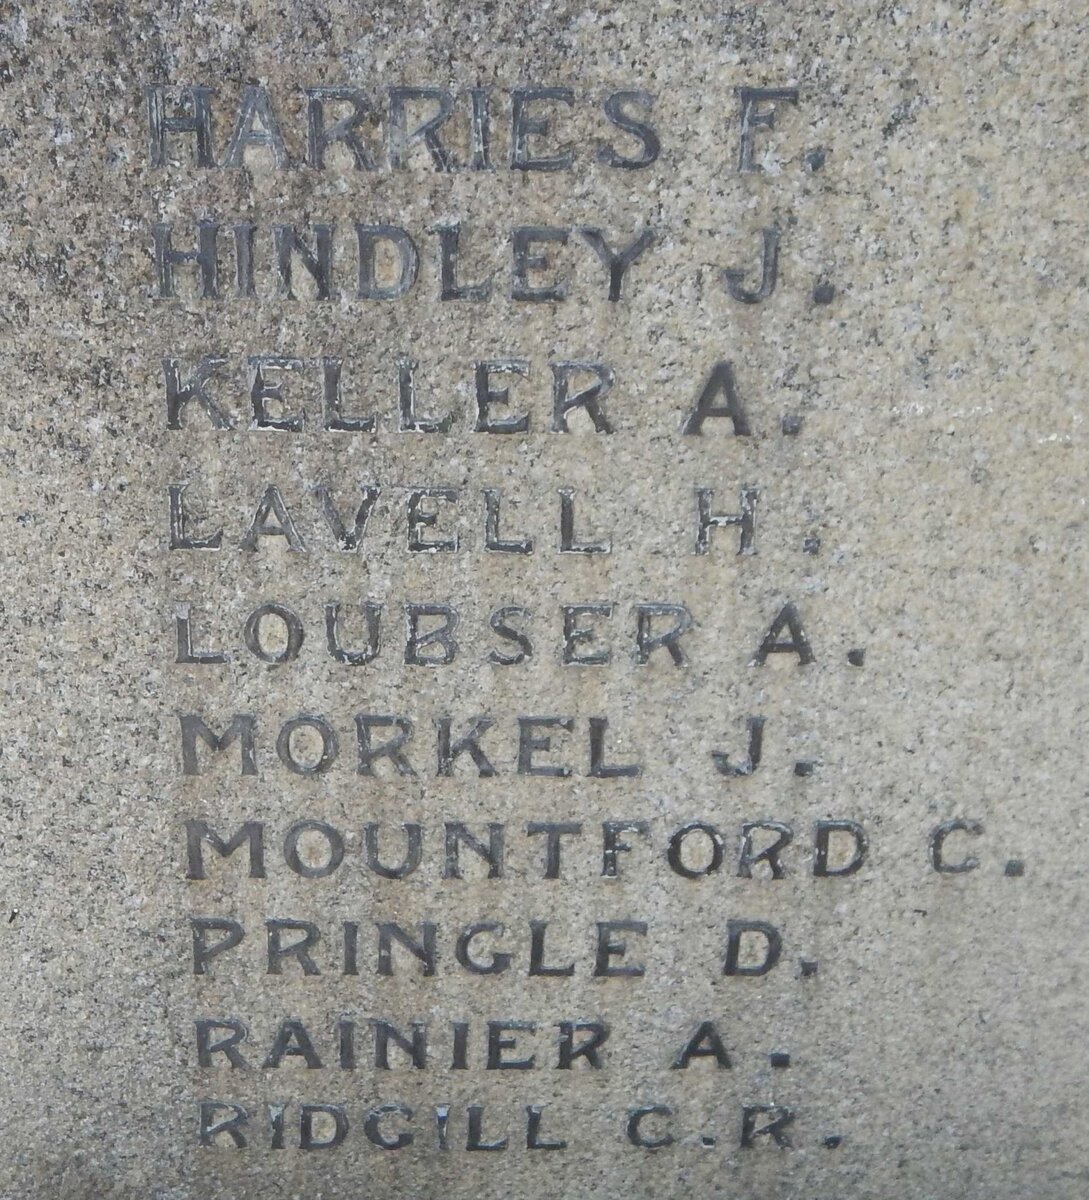 HARRIES F.
HINDLEY J.
KELLER A.
LAVELL H.
LOUBSER A.
MORKEL J.
MOUNTFORD C.
PRINGLE D.
RAINIER A.
RIDGILL C.R.